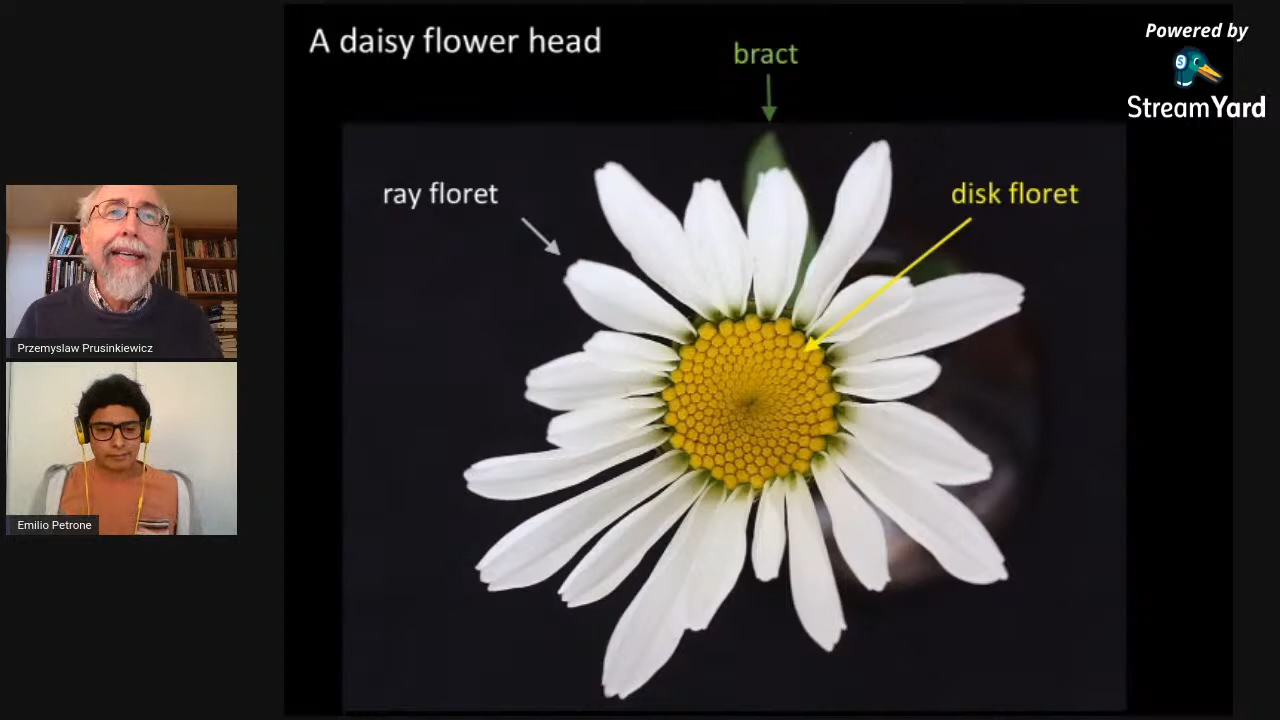 A daisy flower head
bract
Powered by
StreamYard
ray floret
disk floret
Przemyslaw Prusinkiewicz
Emilio Petrone